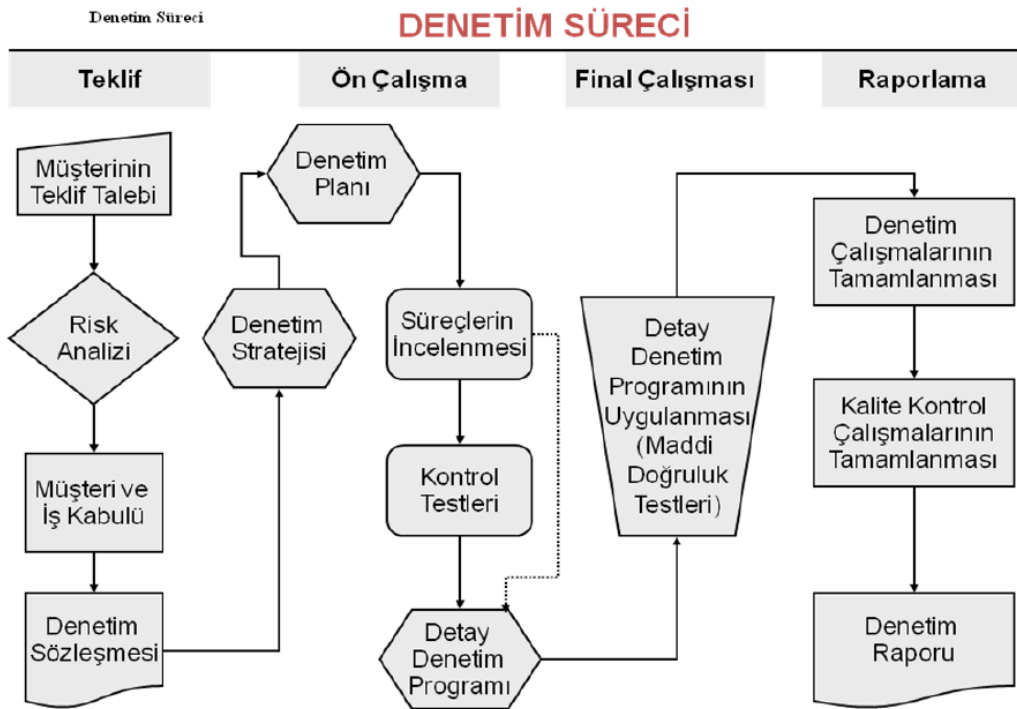 Denetim Süreci
DENETİM SÜRECİ
Teklif
Ön Çalışma
Final Çalışması
Raporlama
Müşterinin
Teklif Talebi
Risk
Analizi
Müşteri ve
İş Kabulü
Denetim
Sözleşmesi
Denetim
Stratejisi
Denetim
Planı
Süreçlerin
İncelenmesi
Kontrol
Testleri
Detay
Denetim
Programı
Detay
Denetim
Programının
Uygulanması
(Maddi
Doğruluk
Testleri)
Denetim
Çalışmalarının
Tamamlanması
Kalite Kontrol
Çalışmalarının
Tamamlanması
Denetim
Raporu